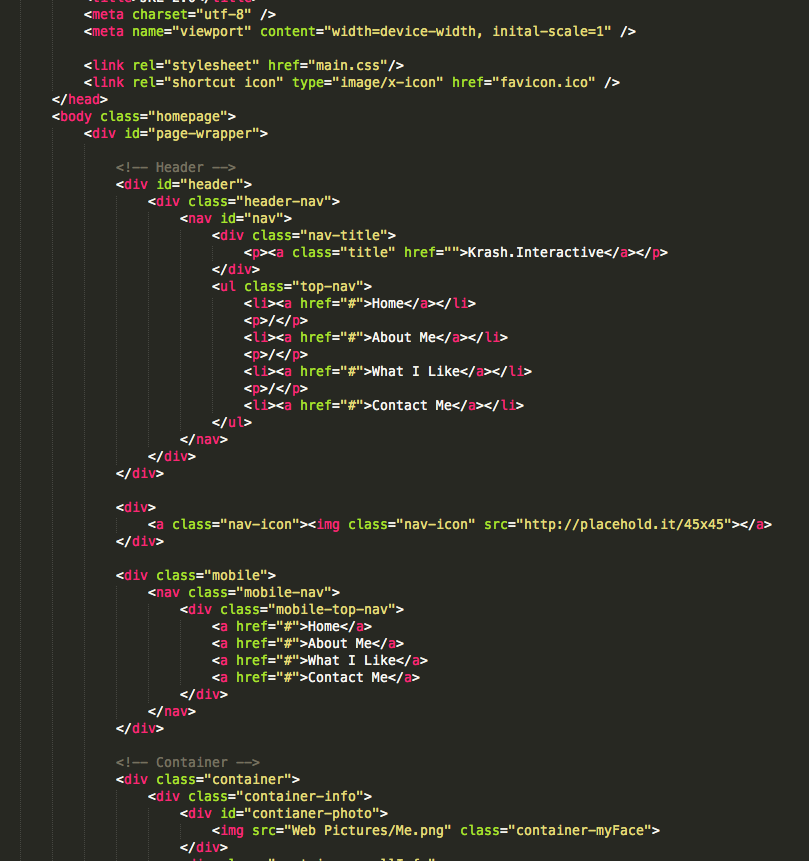 <meta charset="utf-8" />
<meta name="viewport" content="width=device-width, inital-scale=1" />
<link rel="stylesheet" href="main.css"/>
<link rel="shortcut icon" type="image/x-icon" href="favicon.ico" />
</head>
<body class="homepage">
<div id="page-wrapper">
<!-- Header -->
<div id="header">
<div class="header-nav">
<nav id="nav">
<div class="nav-title">
<p><a class="title" href="">Krash.Interactive</a></p>
</div>
<ul class="top-nav">
<li><a href="#">Home</a></li>
<p>/</p>
<li><a href="#">About Me</a></li>
<p>/</p>
<li><a href="#">What I Like</a></li>
<p>/</p>
<li><a href="#">Contact Me</a></li>
</ul>
</nav>
</div>
</div>
<div>
<a class="nav-icon"><img class="nav-icon" src="http://placehold.it/45x45"></a>
</div>
<div class="mobile">
<nav class="mobile-nav">
<div class="mobile-top-nav">
<a href="#">Home</a>
<a href="#">About Me</a>
<a href="#">What I Like</a>
<a href="#">Contact Me</a>
</div>
</nav>
</div>
<!-- Container -->
<div class="container">
<div class="container-info">
<div id="contianer-photo">
<img src="Web Pictures/Me.png" class="container-myFace">
</div>